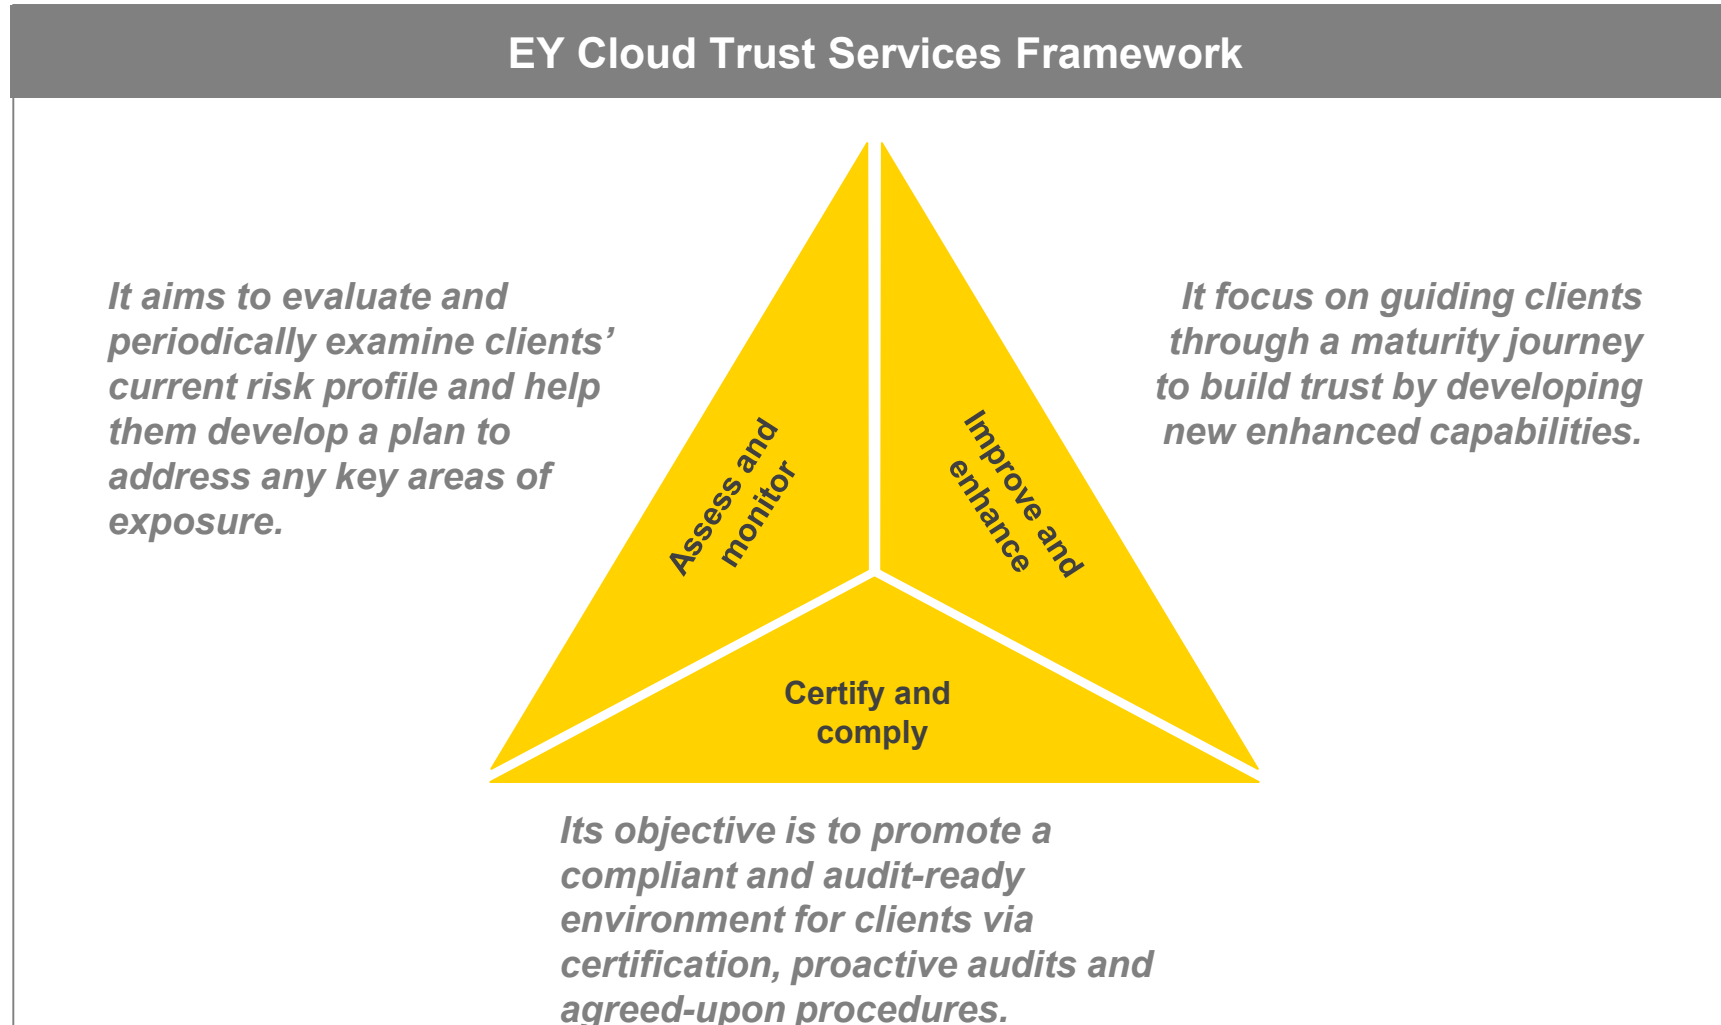 EY Cloud Trust Services Framework
It aims to evaluate and
periodically examine clients’
current risk profile and help
them develop a plan to
address any key areas of
exposure.
Assess and
monitor
Improve and
enhance
It focus on guiding clients
through a maturity journey
to build trust by developing
new enhanced capabilities.
Certify and
comply
Its objective is to promote a
compliant and audit-ready
environment for clients via
certification, proactive audits and
agreed-upon procedures.